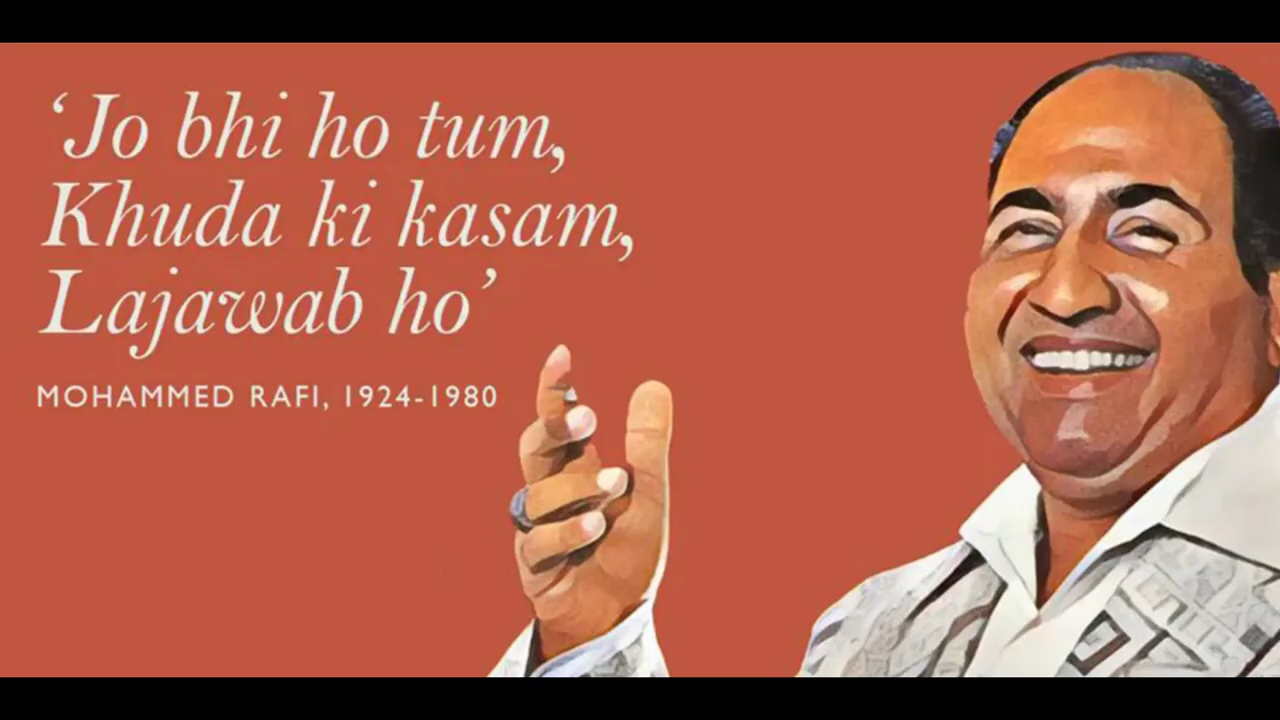 ‘Jo bhi ho tum,
Khuda ki kasam,
Lajawab ho’
MOHAMMED RAFI, 1924-1980